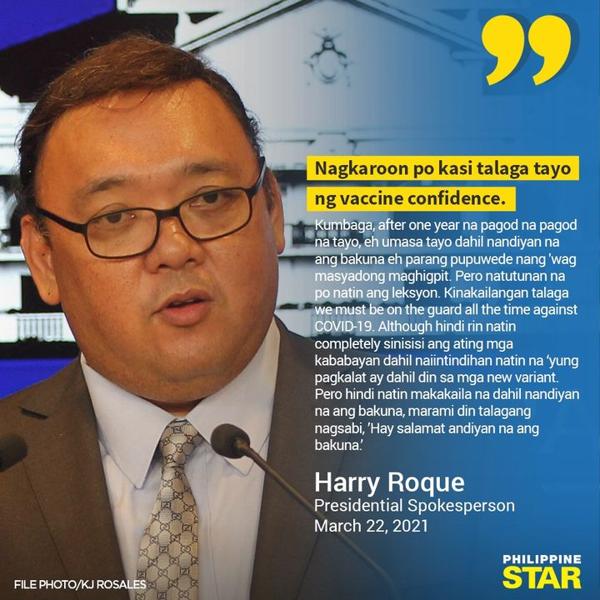 Nagkaroon po kasi talaga tayo
ng vaccine confidence.
Kumbaga, after one year na pagod na pagod
na tayo, eh umasa tayo dahil nandiyan na
ang bakuna eh parang pupuwede nang 'wag
masyadong maghigpit. Pero natutunan na
po natin ang leksyon. Kinakailangan talaga
we must be on the guard all the time against
COVID-19. Although hindi rin natin
completely sinisisi ang ating mga
kababayan dahil naiintindihan natin na 'yung
pagkalat ay dahil din sa mga new variant.
Pero hindi natin makakaila na dahil nandiyan
na ang bakuna, marami din talagang
nagsabi, 'Hay salamat andiyan na ang
bakuna.'
Harry Roque
Presidential Spokesperson
March 22, 2021
PHILIPPINE
STAR
FILE PHOTO/KJ ROSALES